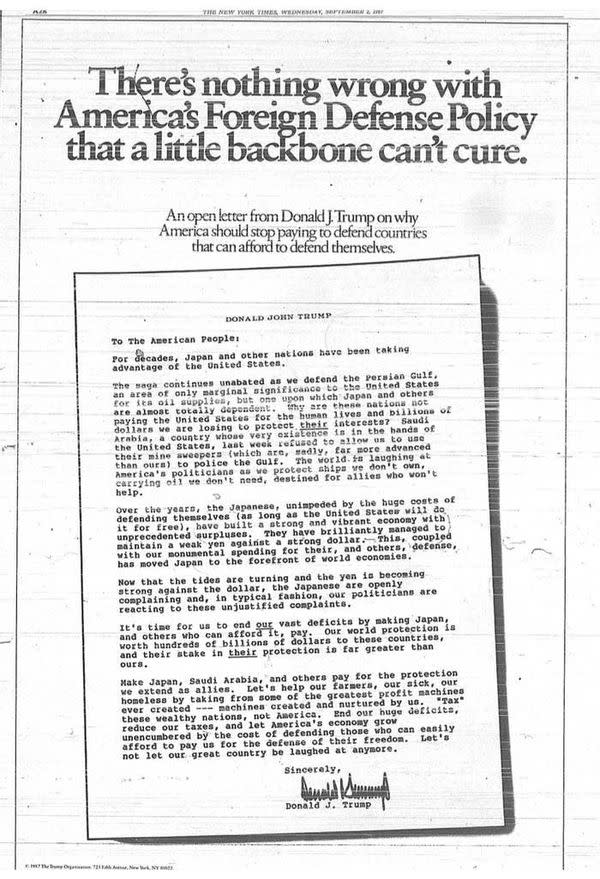 A28
THE NEW YORK TIMES, WEDNESDAY, SEPTEMBER 2, 1987
There's nothing wrong with
America's Foreign Defense Policy
that a little backbone can't cure.
An open letter from Donald J. Trump on why
America should stop paying to defend countries
that can afford to defend themselves.
DONALD JOHN TRUMP
To The American People:
For decades, Japan and other nations have been taking
advantage of the United States.
The saga continues unabated as we defend the Persian Gulf,
an area of only marginal significance to the United States
for its oil supplies, but one upon which Japan and others
are almost totally dependent. Why are these nations not
paying the United States for the human lives and billions of
dollars we are losing to protect their interests? Saudi
Arabia, a country whose very existence is in the hands of
the United States, last week refused to allow us to use
their mine sweepers (which are, sadly, far more advanced
than ours) to police the Gulf. The world is laughing at
America's politicians as we protect ships we don't own,
carrying oil we don't need, destined for allies who won't
help.
Over the years, the Japanese, unimpeded by the huge costs of
defending themselves (as long as the United States will do
it for free), have built a strong and vibrant economy with
unprecedented surpluses. They have brilliantly managed to
maintain a weak yen against a strong dollar. This, coupled
with our monumental spending for their, and others, defense,
has moved Japan to the forefront of world economies.
Now that the tides are turning and the yen is becoming
strong against the dollar, the Japanese are openly
complaining and, in typical fashion, our politicians are
reacting to these unjustified complaints.
It's time for us to end our vast deficits by making Japan,
and others who can afford it, pay. Our world protection is
worth hundreds of billions of dollars to these countries,
and their stake in their protection is far greater than
ours.
Make Japan, Saudi Arabia, and others pay for the protection
we extend as allies. Let's help our farmers, our sick, our
homeless by taking from some of the greatest profit machines
ever created --- machines created and nurtured by us. "Tax"
these wealthy nations, not America. End our huge deficits,
reduce our taxes, and let America's economy grow
unencumbered by the cost of defending those who can easily
afford to pay us for the defense of their freedom. Let's
not let our great country be laughed at anymore.
Sincerely,
Donald J. Trump
© 1987 The Trump Organization, 725 Fifth Avenue, New York, NY 10022